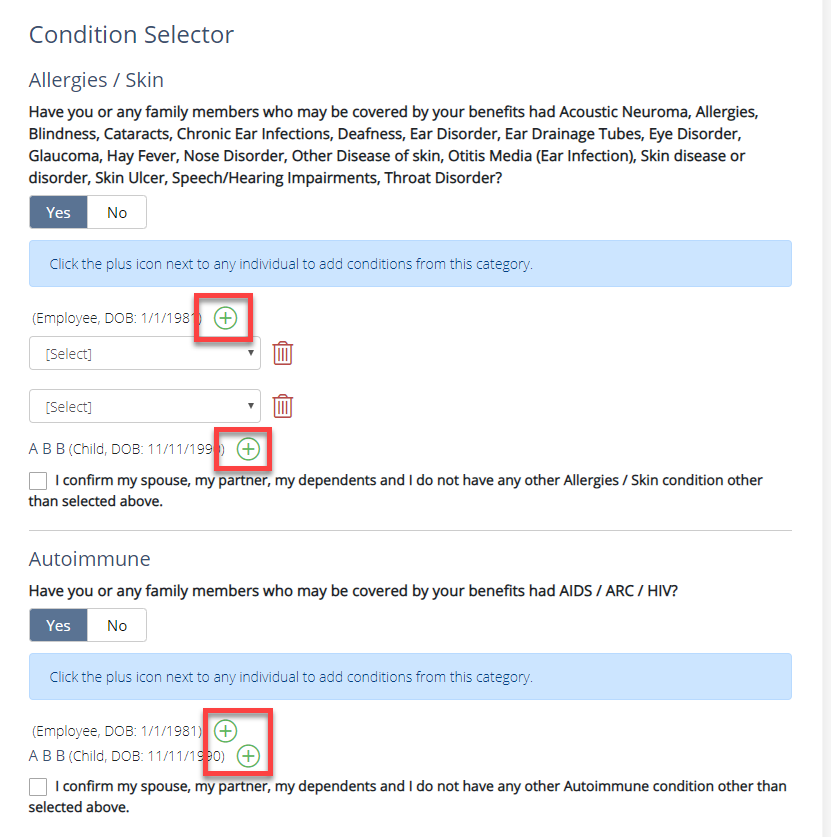 Condition Selector
Allergies / Skin
Have you or any family members who may be covered by your benefits had Acoustic Neuroma, Allergies,
Blindness, Cataracts, Chronic Ear Infections, Deafness, Ear Disorder, Ear Drainage Tubes, Eye Disorder,
Glaucoma, Hay Fever, Nose Disorder, Other Disease of skin, Otitis Media (Ear Infection), Skin disease or
disorder, Skin Ulcer, Speech/Hearing Impairments, Throat Disorder?
Yes No
Click the plus icon next to any individual to add conditions from this category.
(Employee, DOB: 1/1/1981)
[Select]
[Select]
A B B (Child, DOB: 11/11/1990)
I confirm my spouse, my partner, my dependents and I do not have any other Allergies / Skin condition other
than selected above.
Autoimmune
Have you or any family members who may be covered by your benefits had AIDS / ARC / HIV?
Yes No
Click the plus icon next to any individual to add conditions from this category.
(Employee, DOB: 1/1/1981)
A B B (Child, DOB: 11/11/1990)
I confirm my spouse, my partner, my dependents and I do not have any other Autoimmune condition other than
selected above.